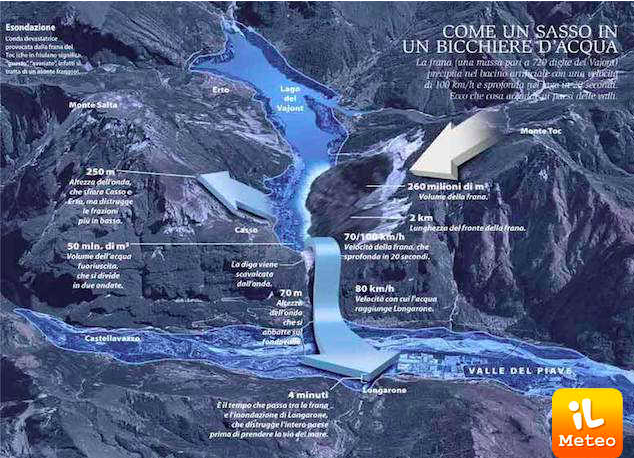 Esondazione
L'onda devastatrice
provocata dalla frana del
Toc (che in friulano significa
"guasto", "avariato", infatti si
tratta di un monte franoso).
COME UN SASSO IN
UN BICCHIERE D'ACQUA
La frana (una massa pari a 720 dighe del Vajont)
precipita nel bacino artificiale con una velocità
di 100 km/h e sprofonda nel lago in 20 secondi.
Ecco che cosa accade ai paesi delle valli.
Erto
Lago
del
Vajont
Monte Salta
Monte Toc
250 m
Altezza dell'onda,
che sfiora Casso e
Erto, ma distrugge
le frazioni
più in basso.
260 milioni di m³
Volume della frana.
2 km
Lunghezza del fronte della frana.
Casso
70/100 km/h
Velocità della frana, che
sprofonda in 20 secondi.
50 mln. di m³
Volume dell'acqua
fuoriuscita,
che si divide
in due ondate.
La diga viene
scavalcata
dall'onda.
70 m
Altezza
dell'onda
che si
abbatte sul
fondovalle.
80 km/h
Velocità con cui l'acqua
raggiunge Longarone.
Castellavazzo
VALLE DEL PIAVE
Longarone
4 minuti
È il tempo che passa tra la frana
e l'inondazione di Longarone,
che distrugge l'intero paese
prima di prendere la via del mare.
iL
Meteo